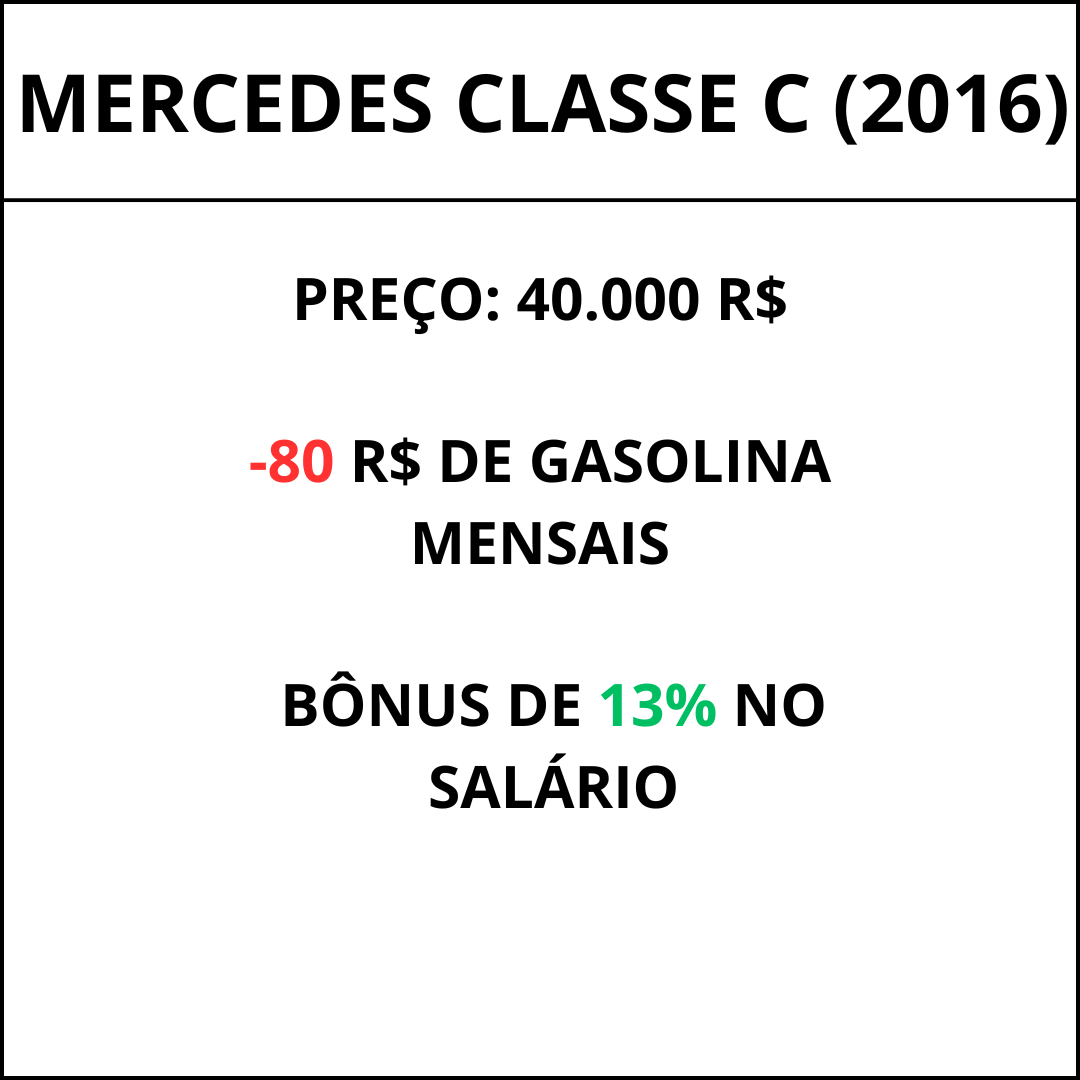 MERCEDES CLASSE C (2016)
PREÇO: 40.000 R$
-80 R$ DE GASOLINA
MENSAIS
BÔNUS DE 13% NO
SALÁRIO